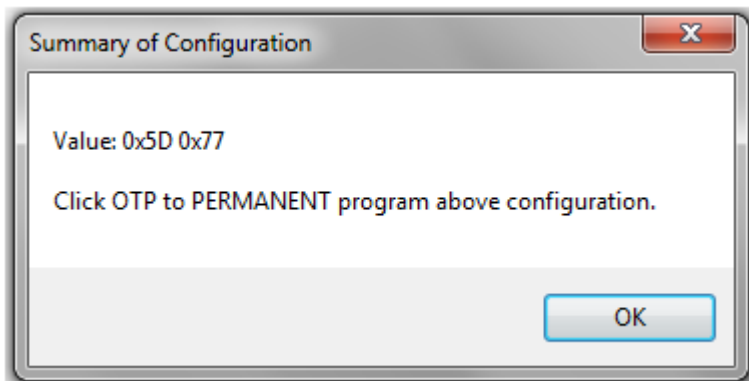 Summary of Configuration
Value: 0x5D 0x77
Click OTP to PERMANENT program above configuration.
OK